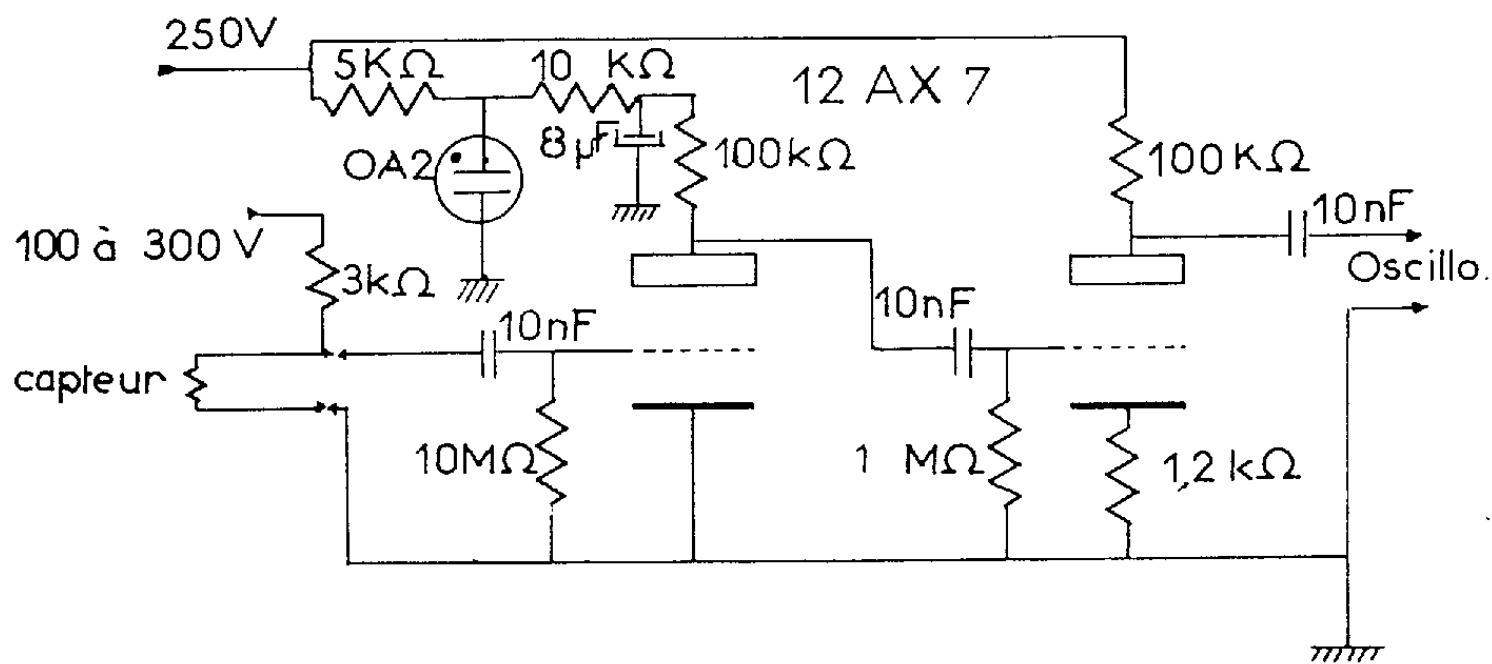 250V
5KΩ
10 KΩ
12 AX 7
OA2
8µF
100kΩ
100KΩ
10nF
100 à 300 V
3kΩ
Oscillo.
10nF
10nF
capteur
10MΩ
1 MΩ
1,2 kΩ